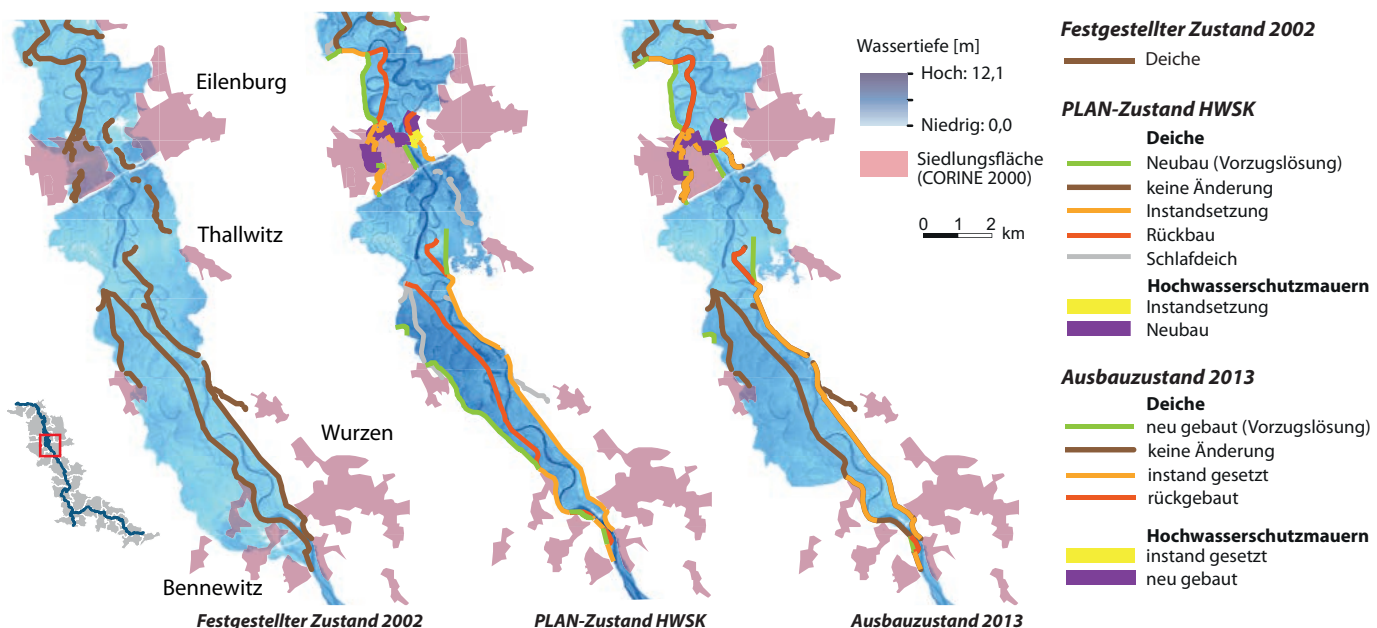 Eilenburg
Thallwitz
Wurzen
Bennewitz
Festgestellter Zustand 2002
PLAN-Zustand HWSK
Ausbauzustand 2013
Wassertiefe [m]
Hoch: 12,1
Niedrig: 0,0
Siedlungsfläche
(CORINE 2000)
0 1 2
km
Festgestellter Zustand 2002
Deiche
PLAN-Zustand HWSK
Deiche
Neubau (Vorzugslösung)
keine Änderung
Instandsetzung
Rückbau
Schlafdeich
Hochwasserschutzmauern
Instandsetzung
Neubau
Ausbauzustand 2013
Deiche
neu gebaut (Vorzugslösung)
keine Änderung
instand gesetzt
rückgebaut
Hochwasserschutzmauern
instand gesetzt
neu gebaut